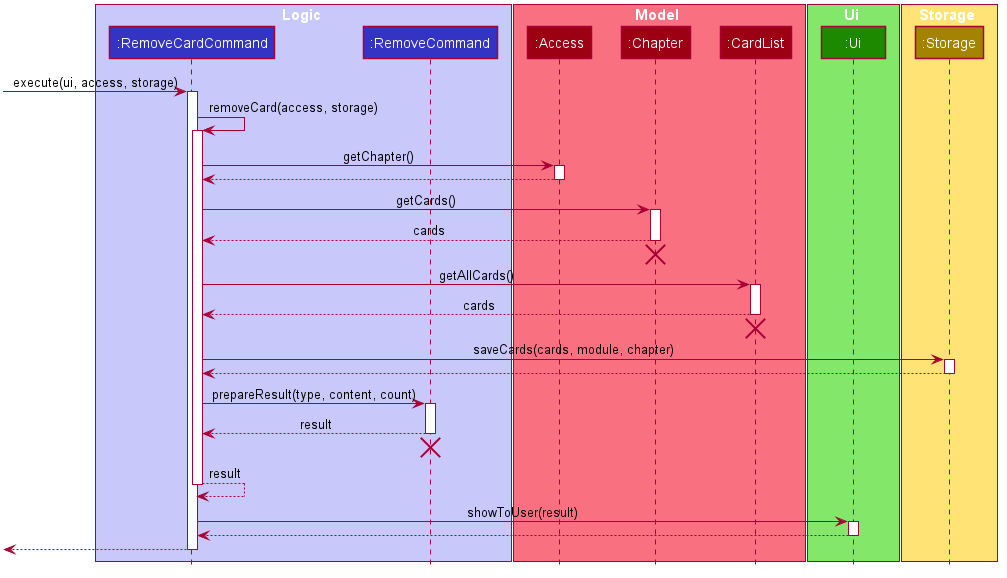 Logic
Model
Ui
Storage
:RemoveCardCommand
:RemoveCommand
:Access
:Chapter
:CardList
:Ui
:Storage
execute(ui, access, storage)
removeCard(access, storage)
getChapter()
getCards()
cards
getAllCards()
cards
saveCards(cards, module, chapter)
prepareResult(type, content, count)
result
result
showToUser(result)